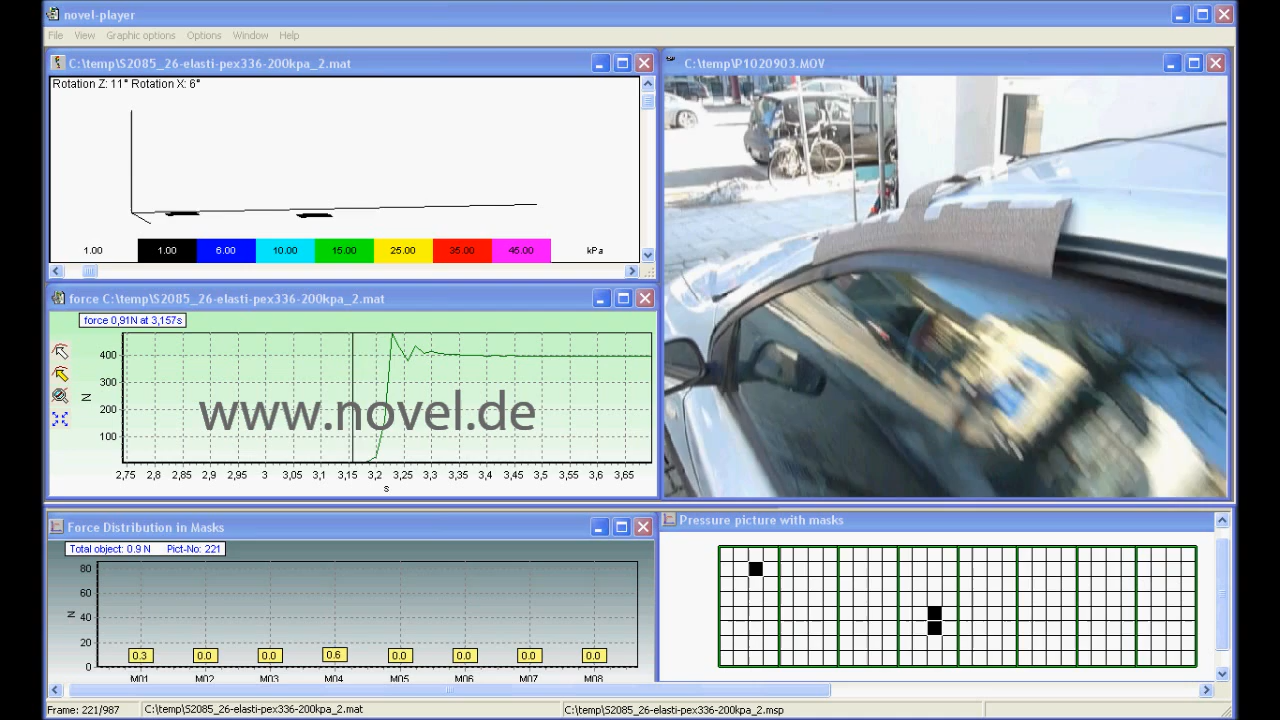 novel-player
File View Graphic options Options Window Help
C:\temp\S2085_26-elasti-pex336-200kpa_2.mat
Rotation Z: 11° Rotation X: 6°
1.00 1.00 6.00 10.00 15.00 25.00 35.00 45.00 kPa
C:\temp\P1020903.MOV
force C:\temp\S2085_26-elasti-pex336-200kpa_2.mat
force 0,91N at 3,157s
400
300
200
100
N
2,75 2,8 2,85 2,9 2,95 3 3,05 3,1 3,15 3,2 3,25 3,3 3,35 3,4 3,45 3,5 3,55 3,6 3,65
s
www.novel.de
Force Distribution in Masks
Total object: 0.9 N Pict-No: 221
80
60
40
20
0
N
0.3 0.0 0.0 0.6 0.0 0.0 0.0 0.0
M01 M02 M03 M04 M05 M06 M07 M08
Pressure picture with masks
Frame: 221/987 C:\temp\S2085_26-elasti-pex336-200kpa_2.mat C:\temp\S2085_26-elasti-pex336-200kpa_2.msp